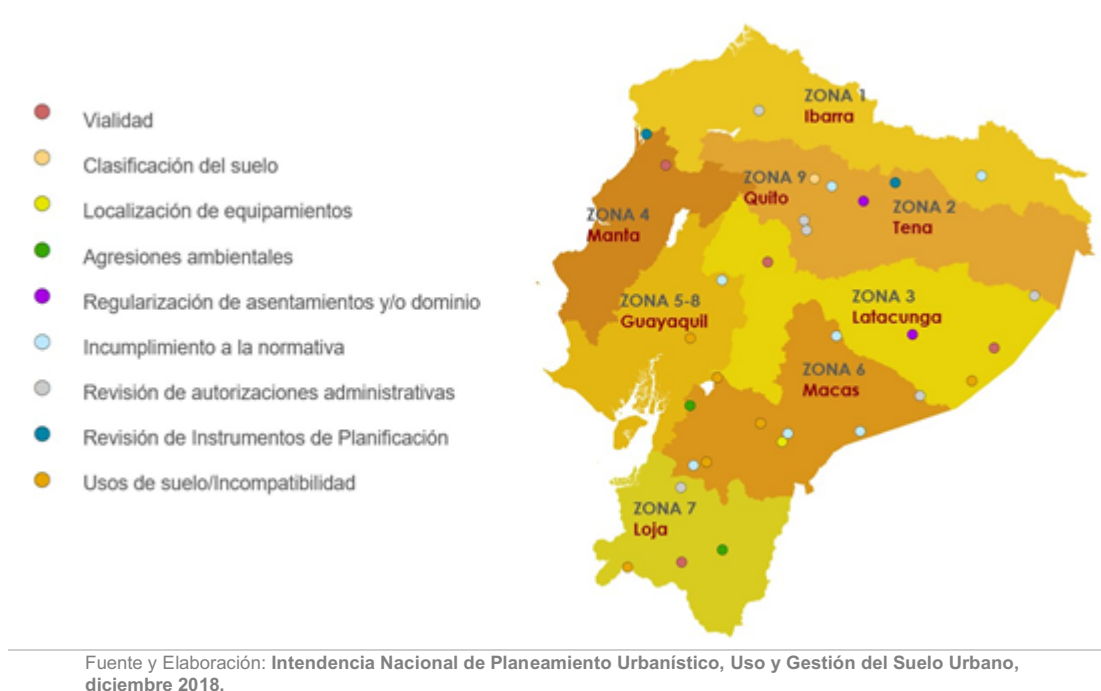 Vialidad
Clasificación del suelo
Localización de equipamientos
Agresiones ambientales
Regularización de asentamientos y/o dominio
Incumplimiento a la normativa
Revisión de autorizaciones administrativas
Revisión de Instrumentos de Planificación
Usos de suelo/Incompatibilidad
ZONA 1
Ibarra
ZONA 9
Quito
ZONA 2
Tena
ZONA 4
Manta
ZONA 3
Latacunga
ZONA 5-8
Guayaquil
ZONA 6
Macas
ZONA 7
Loja
Fuente y Elaboración: Intendencia Nacional de Planeamiento Urbanístico, Uso y Gestión del Suelo Urbano,
diciembre 2018.